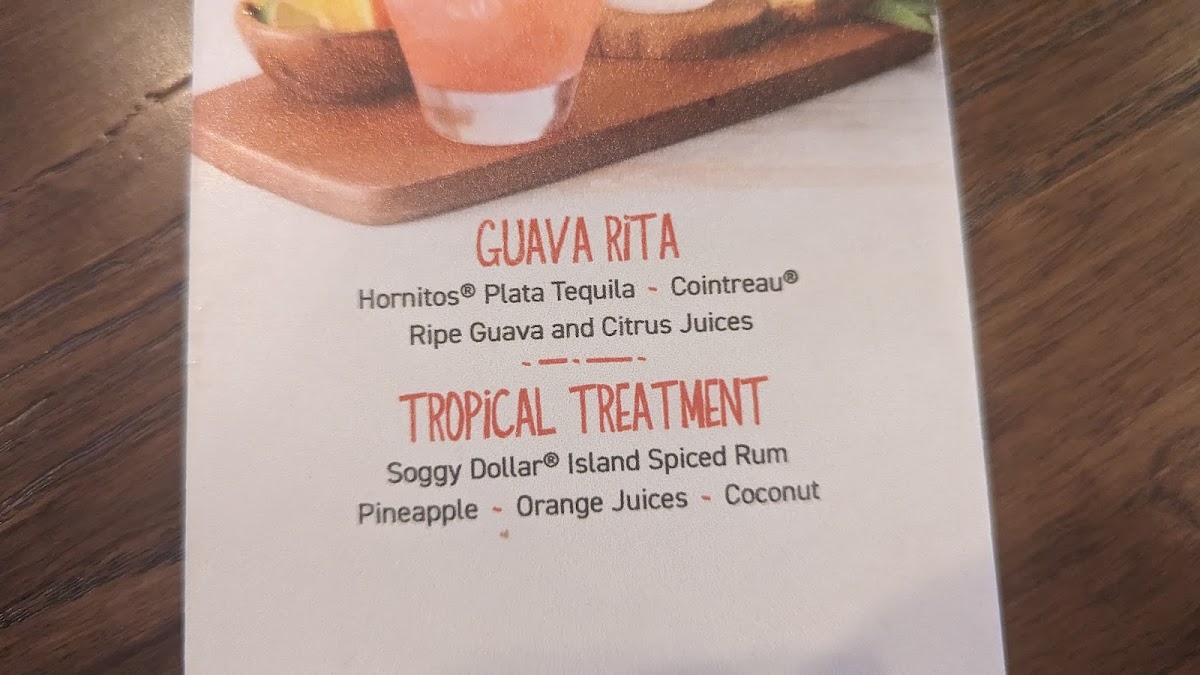 GUAVA RiTA
Hornitos® Plata Tequila - Cointreau®
Ripe Guava and Citrus Juices
TROPiCAL TREATMENT
Soggy Dollar® Island Spiced Rum
Pineapple - Orange Juices - Coconut